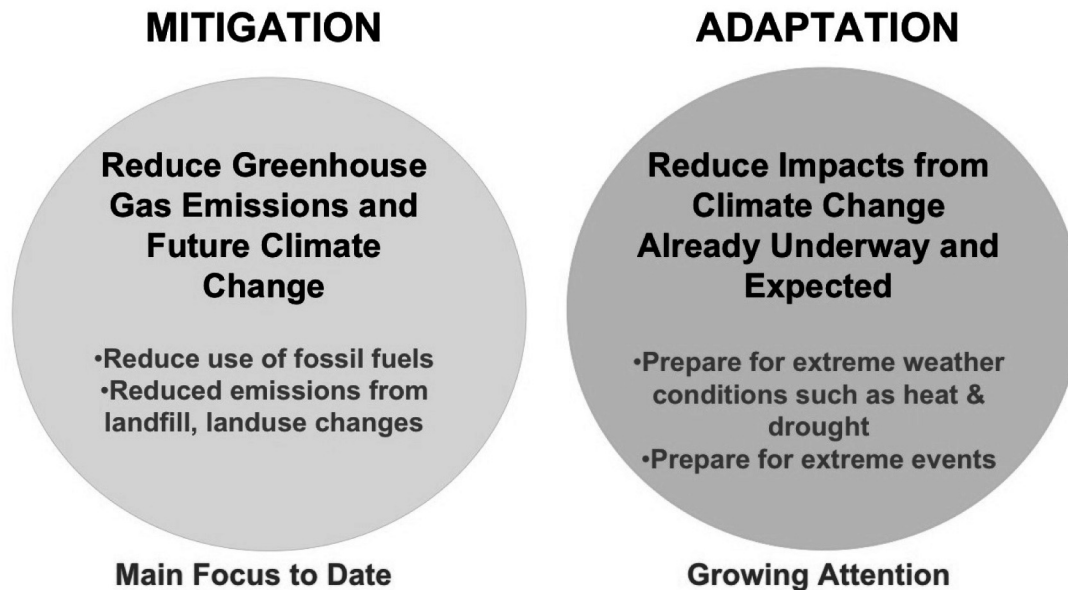 MITIGATION
Reduce Greenhouse
Gas Emissions and
Future Climate
Change
•Reduce use of fossil fuels
•Reduced emissions from
landfill, landuse changes
Main Focus to Date
ADAPTATION
Reduce Impacts from
Climate Change
Already Underway and
Expected
•Prepare for extreme weather
conditions such as heat &
drought
•Prepare for extreme events
Growing Attention